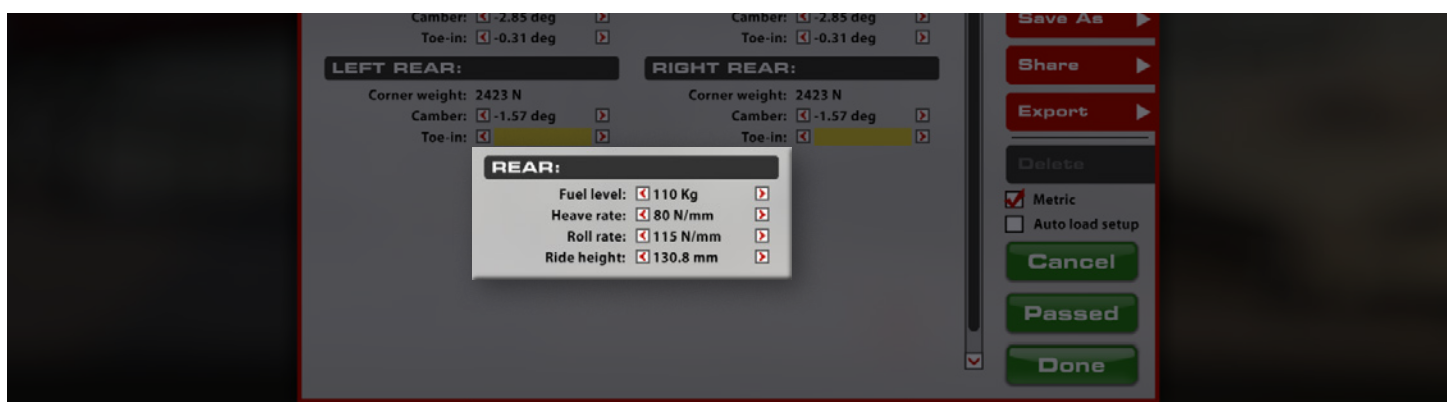 Camber: -2.85 deg
Camber: -2.85 deg
Save As
Toe-in: -0.31 deg
Toe-in: -0.31 deg
LEFT REAR:
RIGHT REAR:
Share
Corner weight: 2423 N
Corner weight: 2423 N
Camber: -1.57 deg
Camber: -1.57 deg
Export
Toe-in:
Toe-in:
REAR:
Fuel level: 110 Kg
Heave rate: 80 N/mm
Roll rate: 115 N/mm
Ride height: 130.8 mm
Delete
Metric
Auto load setup
Cancel
Passed
Done